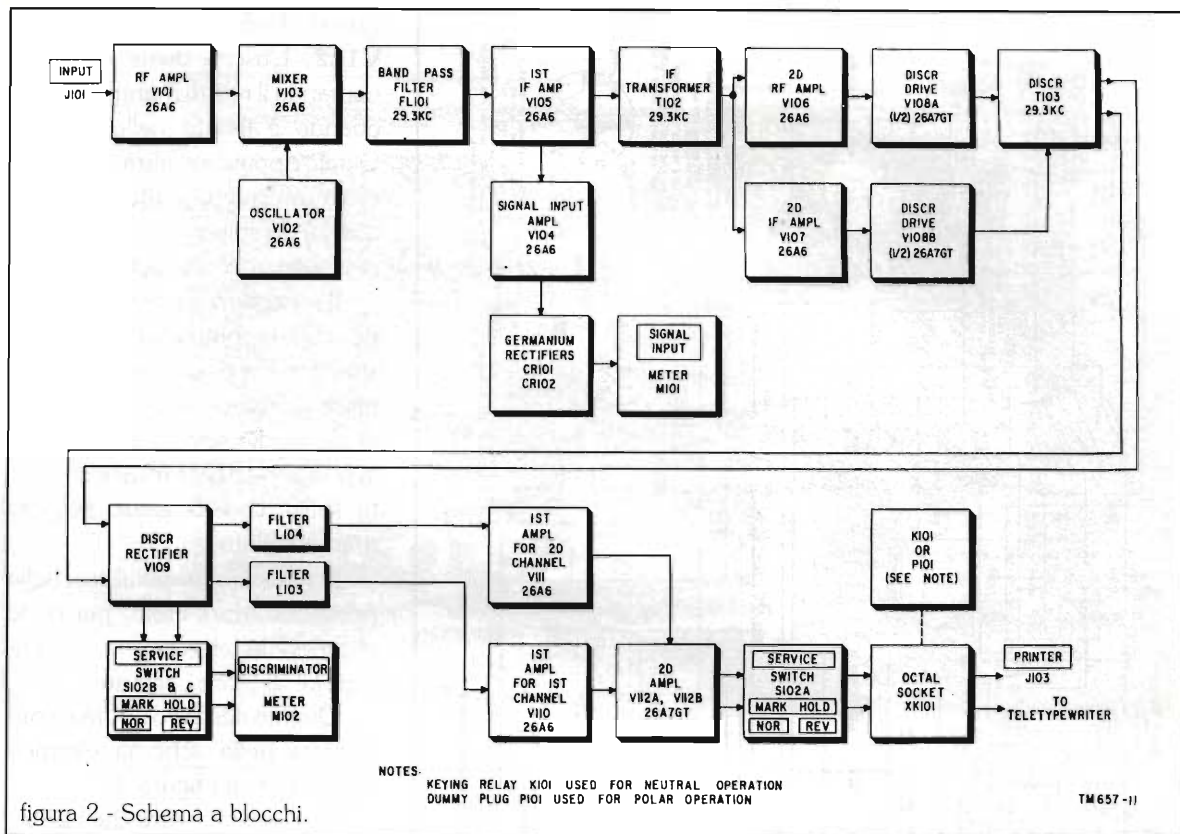 INPUT
J101
RF AMPL
V101
26A6
MIXER
V103
26A6
BAND PASS
FILTER
FL101
29.3KC
1ST
IF AMP
V105
26A6
IF
TRANSFORMER
T102
29.3KC
2D
RF AMPL
V106
26A6
DISCR
DRIVE
V108A
(1/2) 26A7GT
DISCR
T103
29.3KC
OSCILLATOR
V102
26A6
SIGNAL INPUT
AMPL
V104
26A6
2D
IF AMPL
V107
26A6
DISCR
DRIVE
V108B
(1/2) 26A7GT
GERMANIUM
RECTIFIERS
CR101
CR102
SIGNAL
INPUT
METER
M101
DISCR
RECTIFIER
V109
FILTER
L104
FILTER
L103
1ST
AMPL
FOR 2D
CHANNEL
V111
26A6
K101
OR
P101
(SEE NOTE)
SERVICE
SWITCH
S102B & C
MARK HOLD
NOR REV
DISCRIMINATOR
METER
M102
1ST
AMPL
FOR 1ST
CHANNEL
V110
26A6
2D
AMPL
V112A, V112B
26A7GT
SERVICE
SWITCH
S102A
MARK HOLD
NOR REV
OCTAL
SOCKET
XK101
PRINTER
J103
TO
TELETYPEWRITER
NOTES.
KEYING RELAY K101 USED FOR NEUTRAL OPERATION
DUMMY PLUG P101 USED FOR POLAR OPERATION
TM657-11
figura 2 - Schema a blocchi.